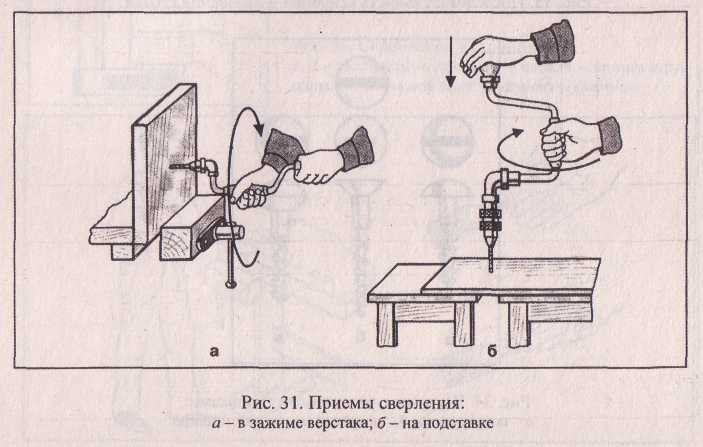 а
б
Рис. 31. Приемы сверления:
а – в зажиме верстака; б – на подставке